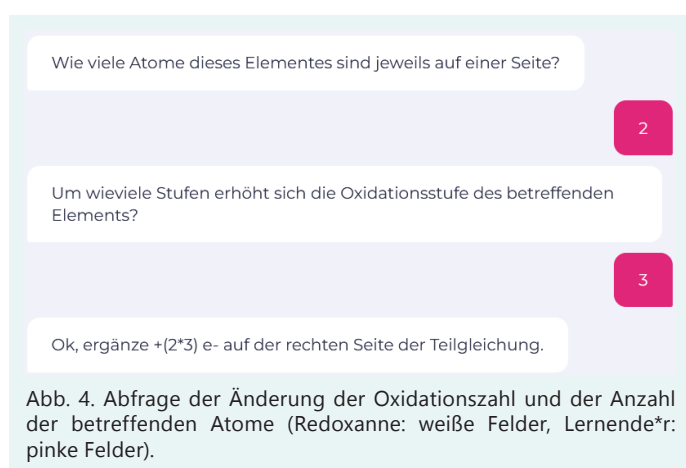 Wie viele Atome dieses Elementes sind jeweils auf einer Seite?
2
Um wieviele Stufen erhöht sich die Oxidationsstufe des betreffenden
Elements?
3
Ok, ergänze +(2*3) e- auf der rechten Seite der Teilgleichung.
Abb. 4. Abfrage der Änderung der Oxidationszahl und der Anzahl
der betreffenden Atome (Redoxanne: weiße Felder, Lernende*r:
pinke Felder).